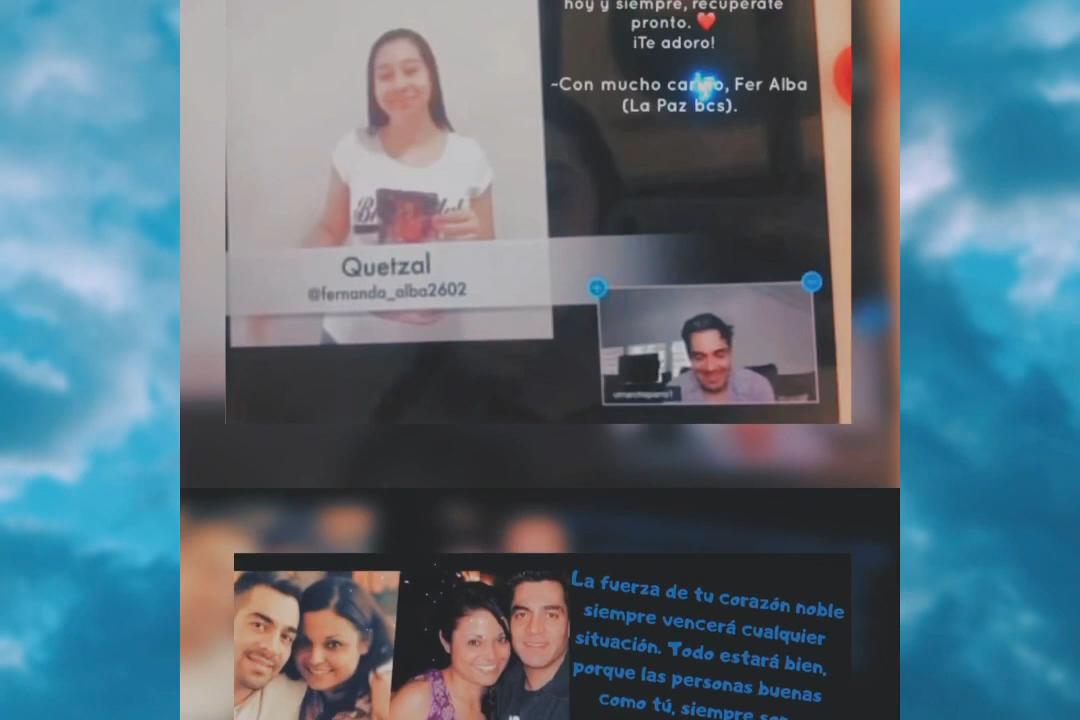 hoy y siempre, recupérate
pronto. ❤️
¡Te adoro!
~Con mucho cariño, Fer Alba
(La Paz bcs).
Quetzal
@fernanda_alba2602
La fuerza de tu corazón noble
siempre vencerá cualquier
situación. Todo estará bien,
porque las personas buenas
como tú, siempre